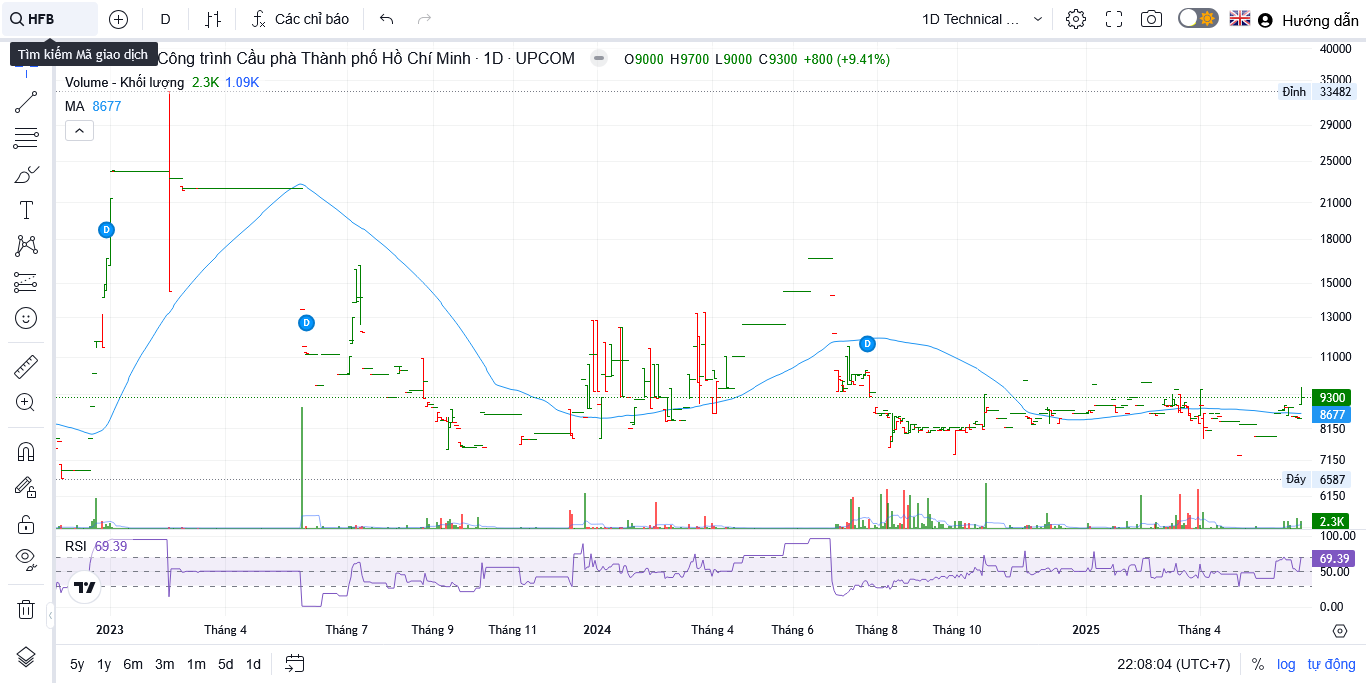 HFB D Các chỉ báo 1D Technical ... Hướng dẫn
Tìm kiếm Mã giao dịch
Công trình Cầu phà Thành phố Hồ Chí Minh · 1D · UPCOM O9000 H9700 L9000 C9300 +800 (+9.41%)
Volume - Khối lượng 2.3K 1.09K
MA 8677
40000
35000
Đỉnh 33482
29000
25000
21000
18000
15000
13000
11000
9300
8677
8150
7150
Đáy 6587
6150
2.3K
D
D
D
RSI 69.39
100.00
69.39
50.00
0.00
2023 Tháng 4 Tháng 7 Tháng 9 Tháng 11 2024 Tháng 4 Tháng 6 Tháng 8 Tháng 10 2025 Tháng 4
5y 1y 6m 3m 1m 5d 1d 22:08:04 (UTC+7) % log tự động